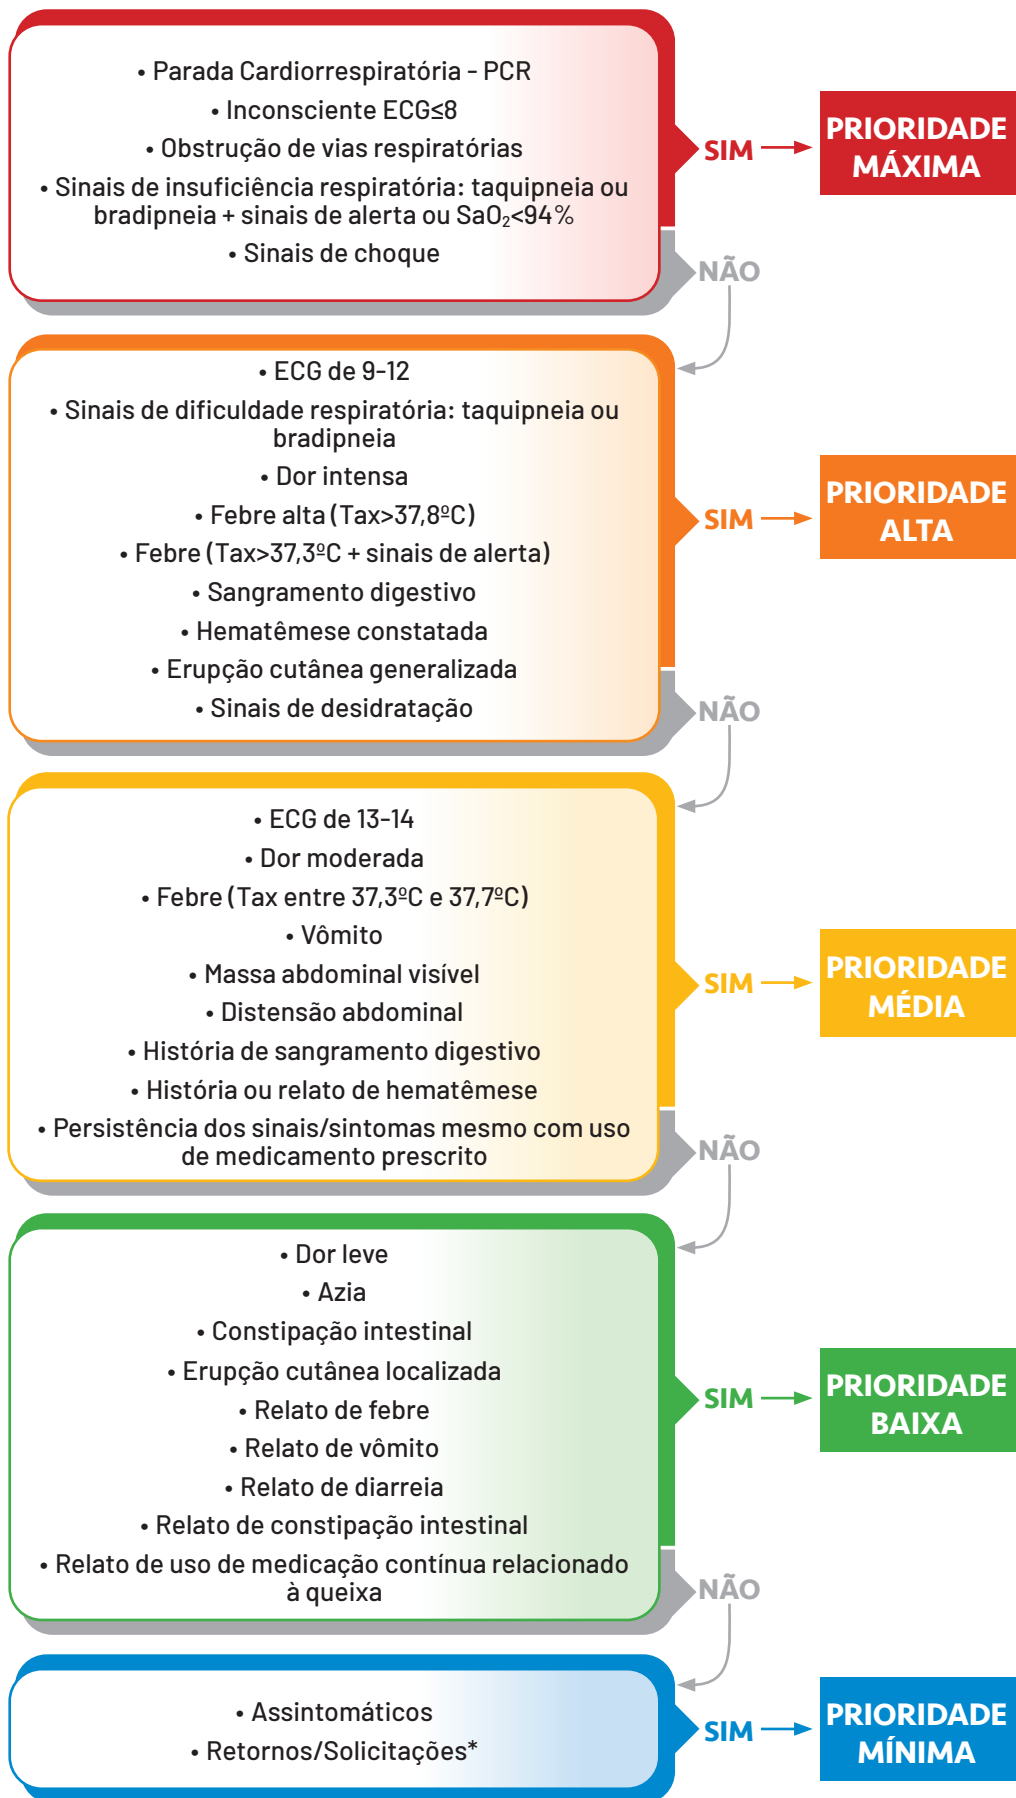 • Parada Cardiorrespiratória - PCR
• Inconsciente ECG≤8
• Obstrução de vias respiratórias
• Sinais de insuficiência respiratória: taquipneia ou
bradipneia + sinais de alerta ou SaO₂<94%
• Sinais de choque
SIM
PRIORIDADE
MÁXIMA
NÃO
• ECG de 9-12
• Sinais de dificuldade respiratória: taquipneia ou
bradipneia
• Dor intensa
• Febre alta (Tax>37,8ºC)
• Febre (Tax>37,3ºC + sinais de alerta)
• Sangramento digestivo
• Hematêmese constatada
• Erupção cutânea generalizada
• Sinais de desidratação
SIM
PRIORIDADE
ALTA
NÃO
• ECG de 13-14
• Dor moderada
• Febre (Tax entre 37,3ºC e 37,7ºC)
• Vômito
• Massa abdominal visível
• Distensão abdominal
• História de sangramento digestivo
• História ou relato de hematêmese
• Persistência dos sinais/sintomas mesmo com uso
de medicamento prescrito
SIM
PRIORIDADE
MÉDIA
NÃO
• Dor leve
• Azia
• Constipação intestinal
• Erupção cutânea localizada
• Relato de febre
• Relato de vômito
• Relato de diarreia
• Relato de constipação intestinal
• Relato de uso de medicação contínua relacionado
à queixa
SIM
PRIORIDADE
BAIXA
NÃO
• Assintomáticos
• Retornos/Solicitações*
SIM
PRIORIDADE
MÍNIMA